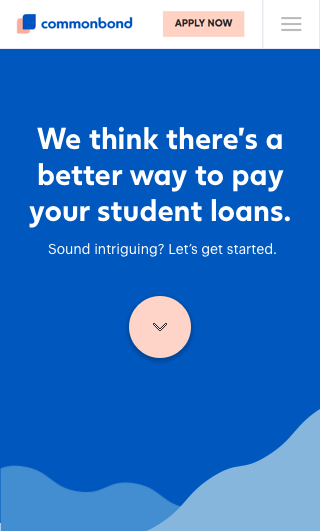 commonbond
APPLY NOW
We think there's a
better way to pay
your student loans.
Sound intriguing? Let's get started.